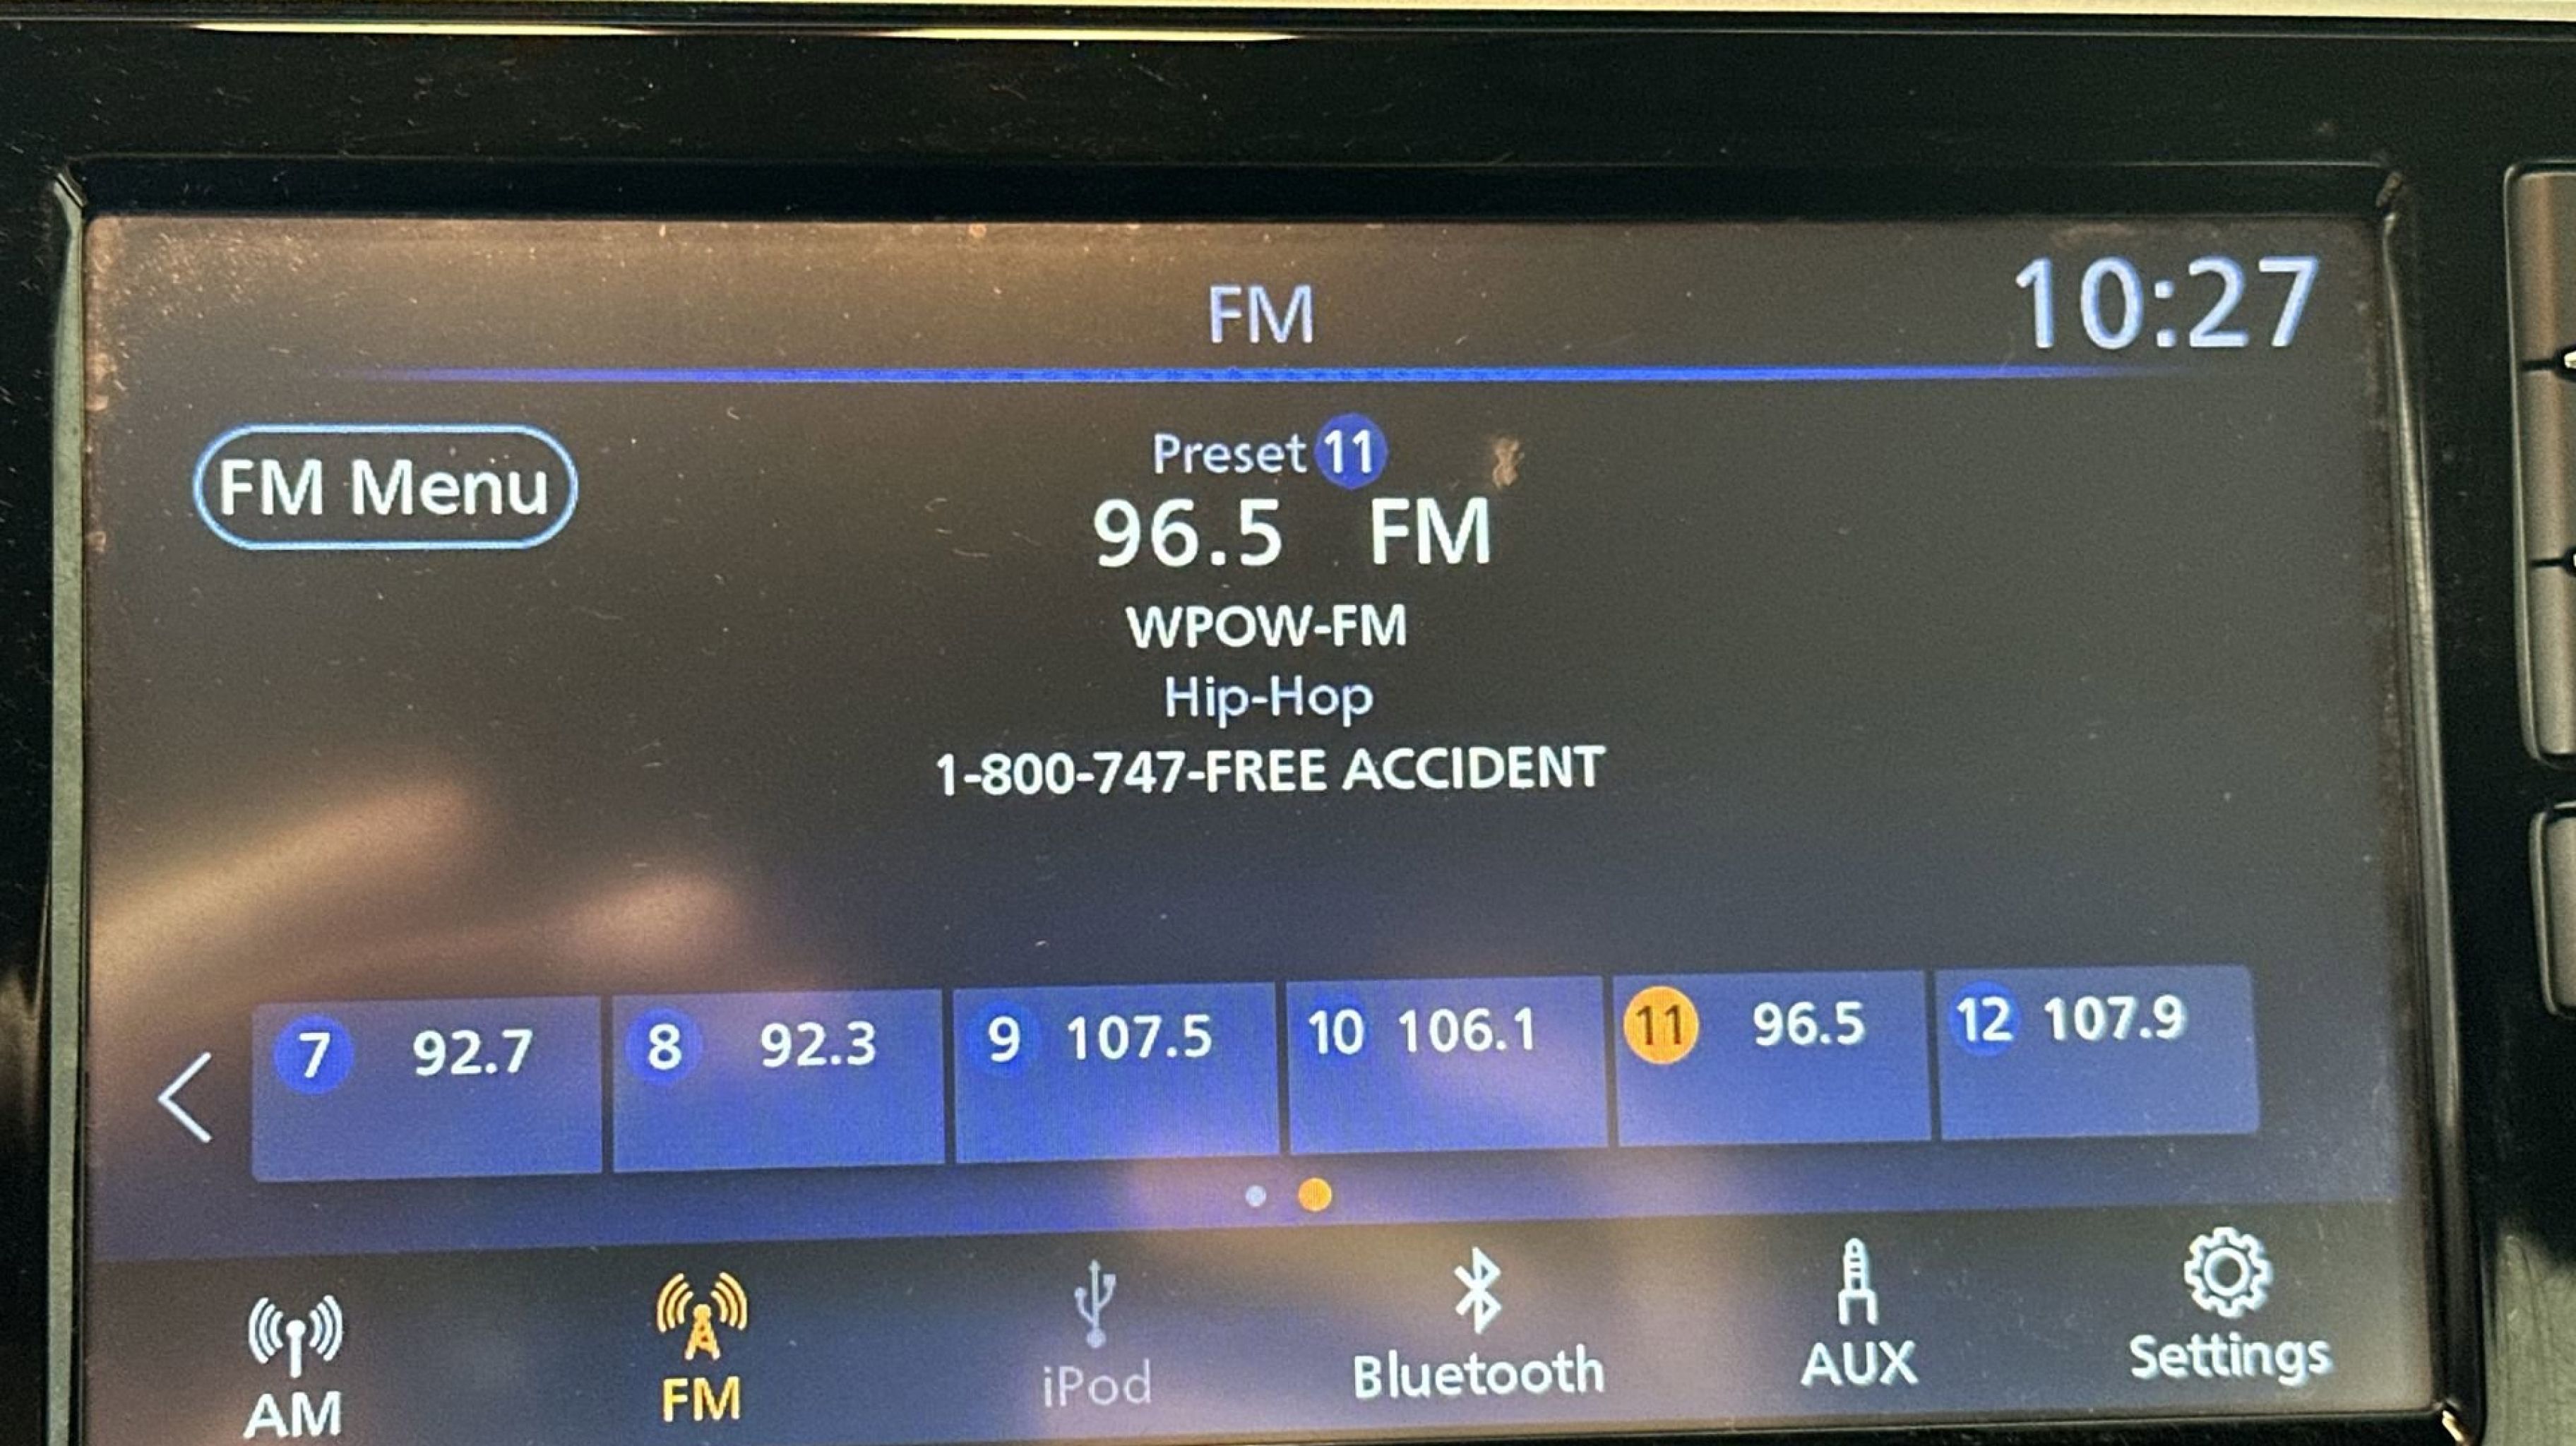 FM
10:27
FM Menu
Preset 11
96.5 FM
WPOW-FM
Hip-Hop
1-800-747-FREE ACCIDENT
7 92.7
8 92.3
9 107.5
10 106.1
11 96.5
12 107.9
AM
FM
iPod
Bluetooth
AUX
Settings